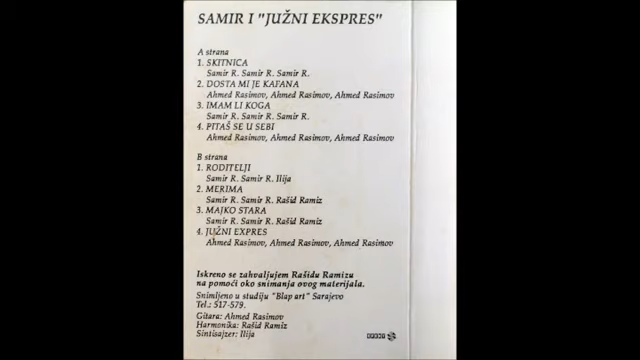 SAMIR I "JUŽNI EKSPRES"
A strana
1. SKITNICA
Samir R. Samir R. Samir R.
2. DOSTA MI JE KAFANA
Ahmed Rasimov, Ahmed Rasimov, Ahmed Rasimov
3. IMAM LI KOGA
Samir R. Samir R. Samir R.
4. PITAŠ SE U SEBI
Ahmed Rasimov, Ahmed Rasimov, Ahmed Rasimov
B strana
1. RODITELJI
Samir R. Samir R. Ilija
2. MERIMA
Samir R. Samir R. Rašid Ramiz
3. MAJKO STARA
Samir R. Samir R. Rašid Ramiz
4. JUŽNI EXPRES
Ahmed Rasimov, Ahmed Rasimov, Ahmed Rasimov
Iskreno se zahvaljujem Rašidu Ramizu
na pomoći oko snimanja ovog materijala.
Snimljeno u studiju "Blap art" Sarajevo
Tel.: 517-579.
Gitara: Ahmed Rasimov
Harmonika: Rašid Ramiz
Sintisajzer: Ilija